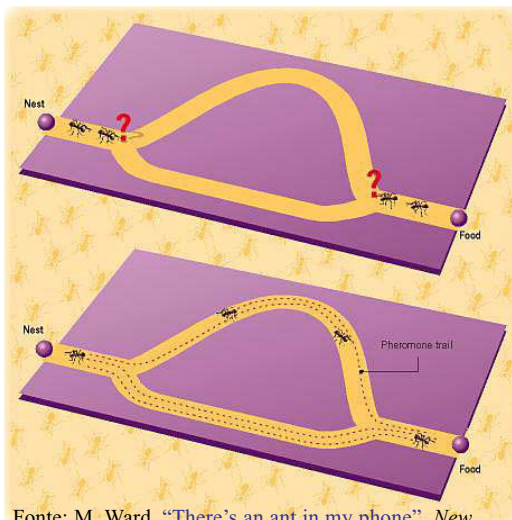 Nest
?
?
Food
Nest
Pheromone trail
Food
Fonte: M. Ward, “There’s an ant in my phone”, New